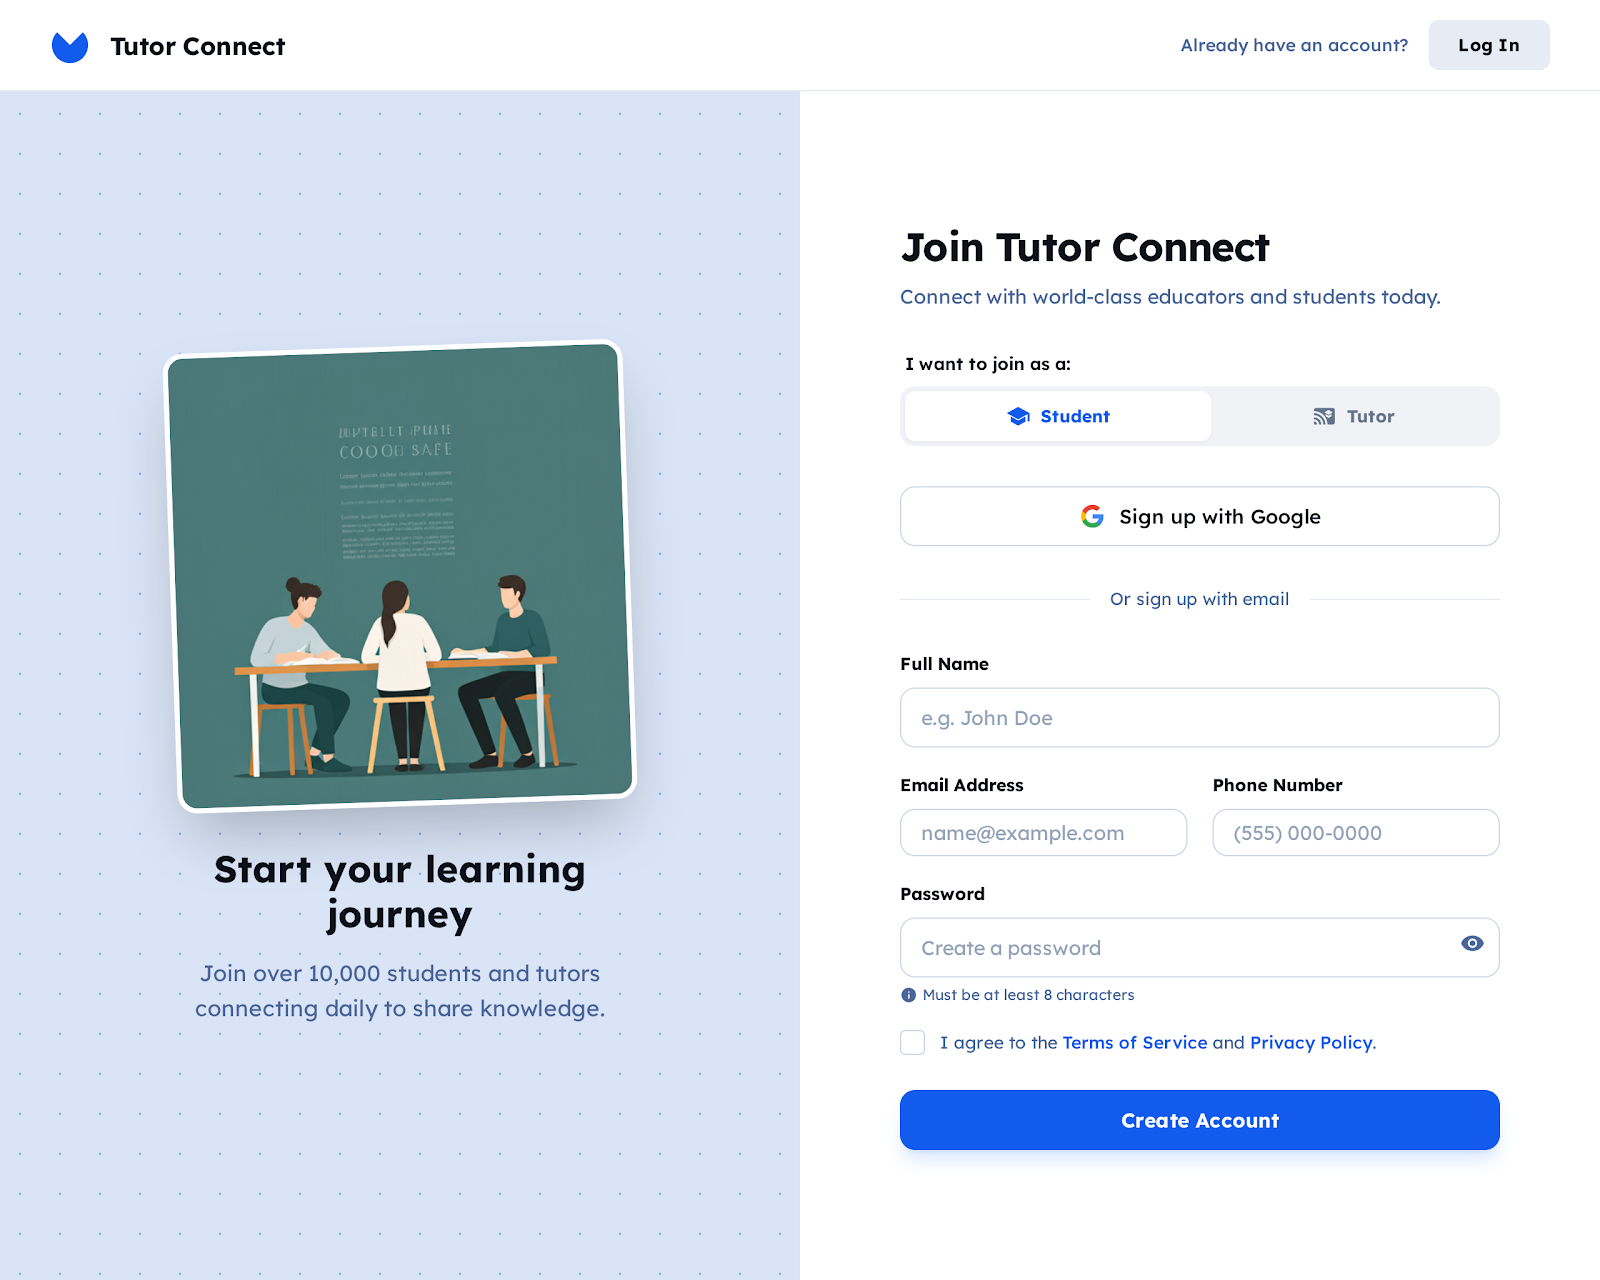 Tutor Connect
Already have an account?
Log In
COOOD SAFE
Start your learning
journey
Join over 10,000 students and tutors
connecting daily to share knowledge.
Join Tutor Connect
Connect with world-class educators and students today.
I want to join as a:
Student
Tutor
Sign up with Google
Or sign up with email
Full Name
e.g. John Doe
Email Address
Phone Number
name@example.com
(555) 000-0000
Password
Create a password
Must be at least 8 characters
I agree to the Terms of Service and Privacy Policy.
Create Account